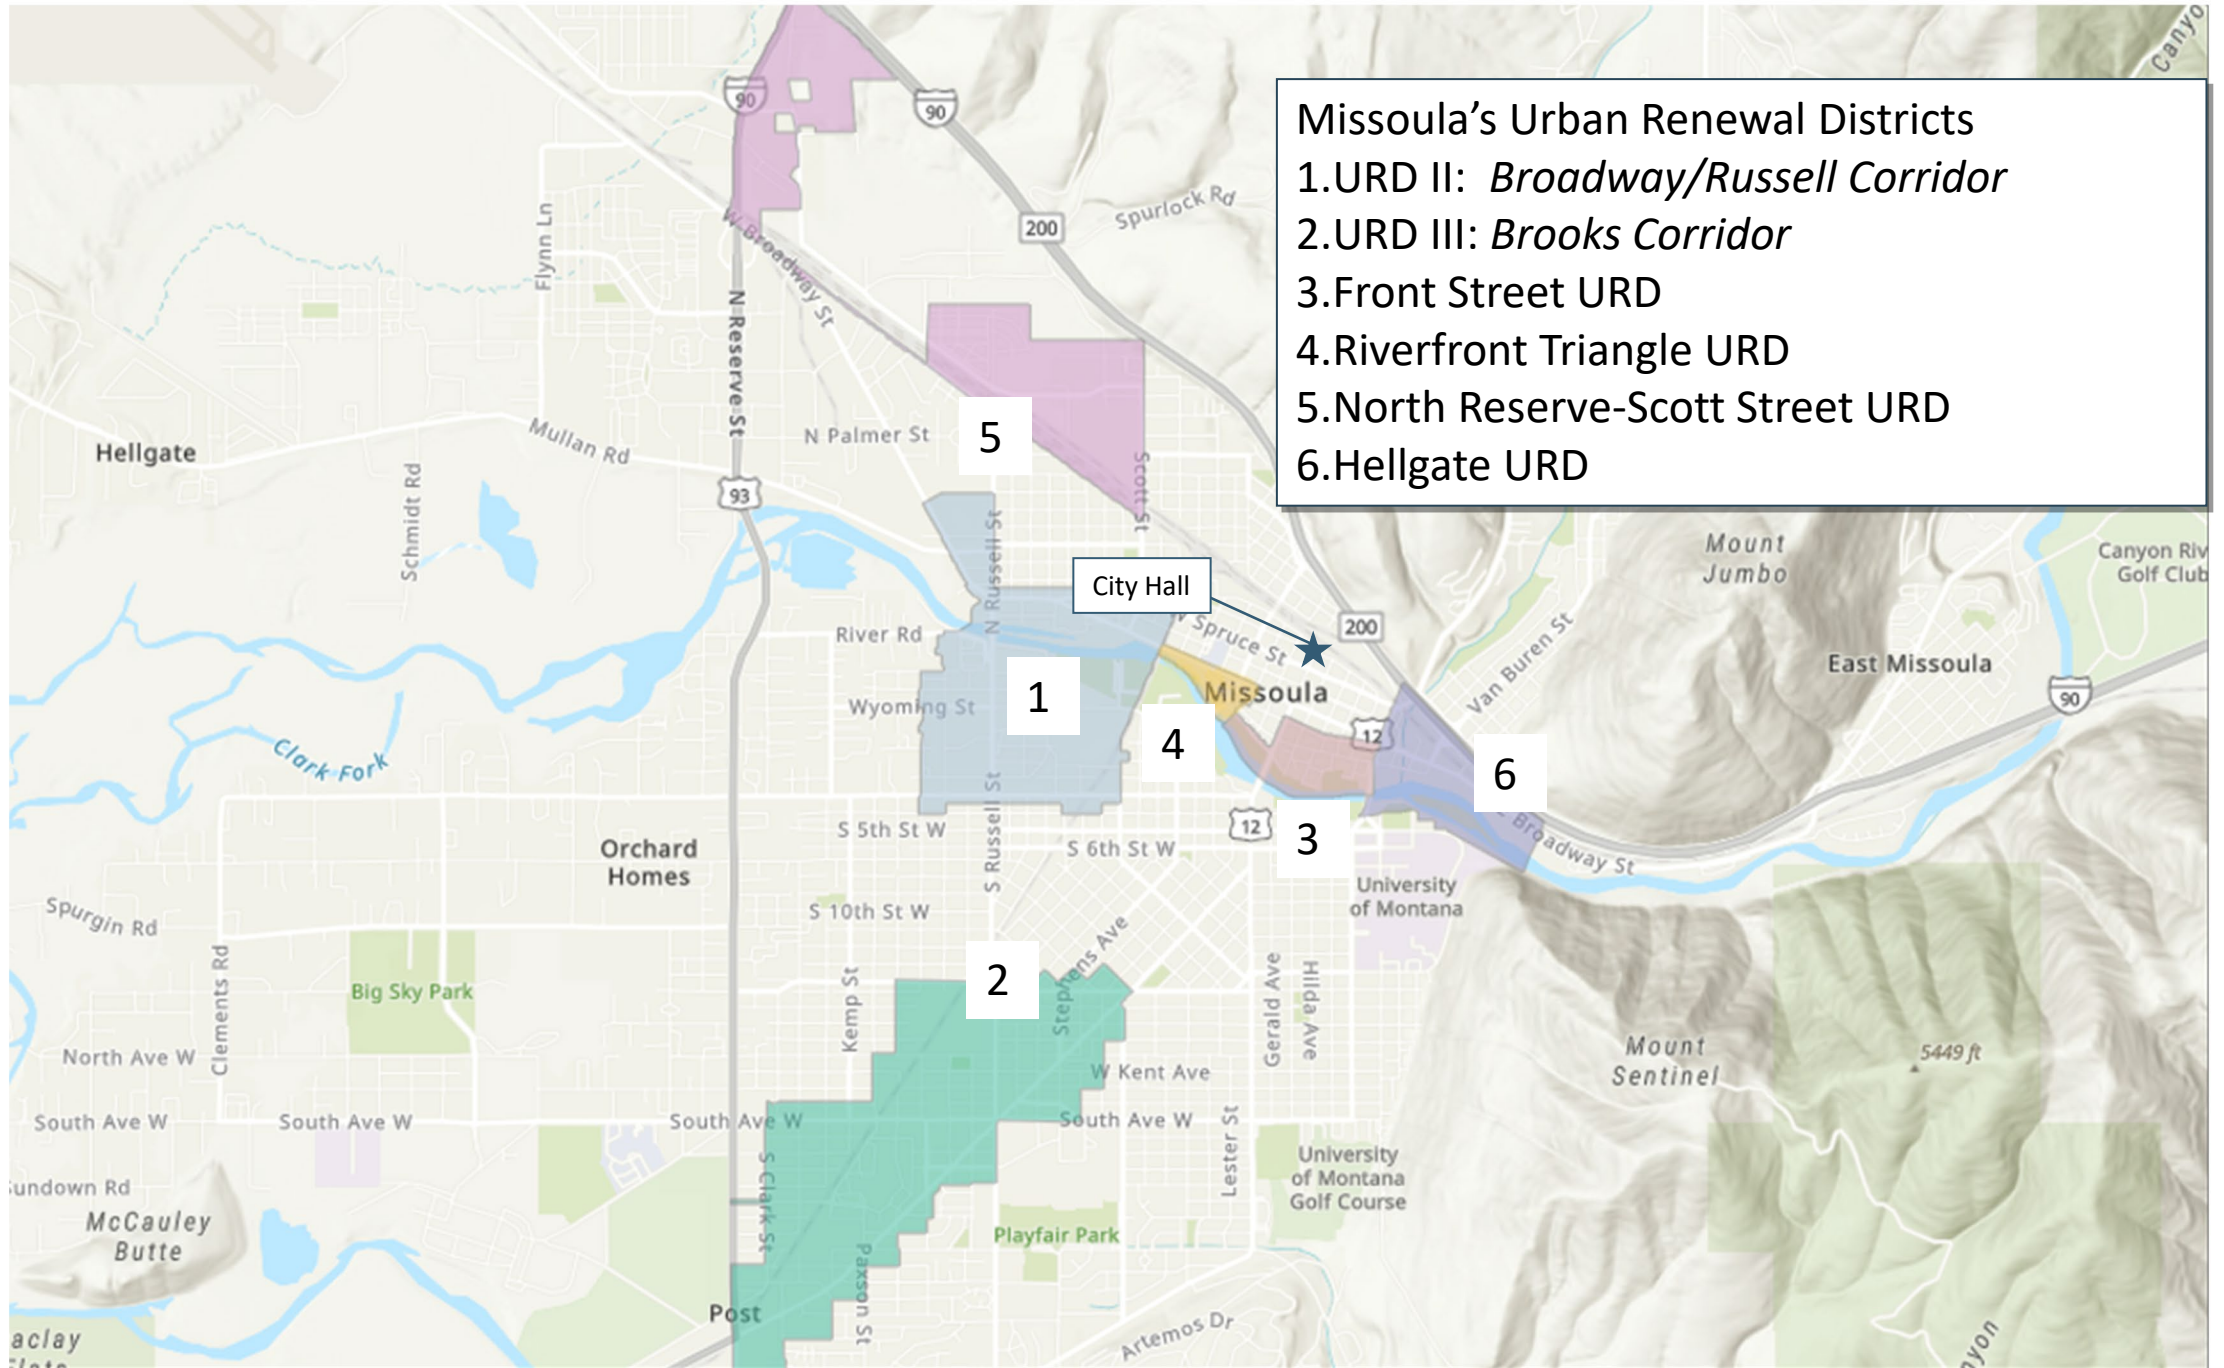 Canyo
90
90
Missoula's Urban Renewal Districts
1.URD II: Broadway/Russell Corridor
2.URD III: Brooks Corridor
3.Front Street URD
4.Riverfront Triangle URD
5.North Reserve-Scott Street URD
6.Hellgate URD
Spurlock Rd
200
Flynn Ln
W Broadway St
N Reserve St
Mullan Rd
N Palmer St
5
Hellgate
Schmidt Rd
93
Scott St
N Russell St
Mount
Jumbo
Canyon Riv
Golf Club
City Hall
W Spruce St
200
River Rd
Van Buren St
East Missoula
90
1
Wyoming St
Missoula
12
4
6
Clark Fork
S Russell St
S 5th St W
12
3
E Broadway St
Orchard
Homes
S 6th St W
University
of Montana
Spurgin Rd
S 10th St W
Stephens Ave
2
Clements Rd
Big Sky Park
Kemp St
Gerald Ave
Hilda Ave
North Ave W
W Kent Ave
Mount
Sentinel
5449 ft
South Ave W
South Ave W
South Ave W
South Ave W
Lester St
University
of Montana
Golf Course
S Clark St
Sundown Rd
McCauley
Butte
Playfair Park
Paxson St
Post
Artemos Dr
aclay
Flats
nyon